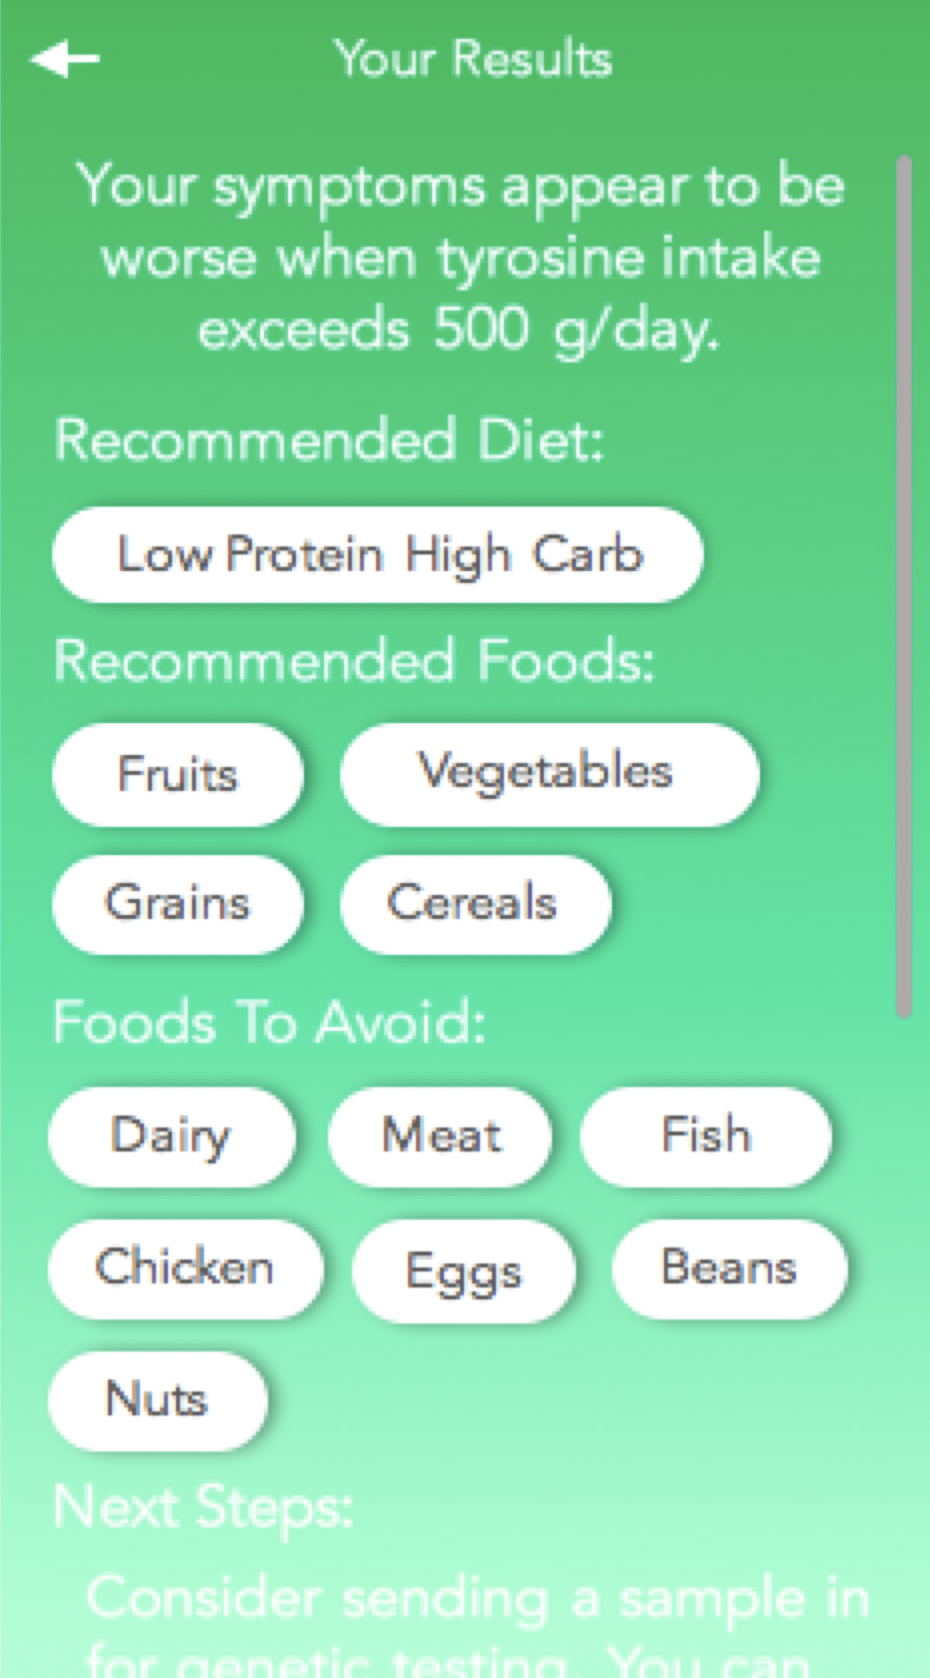 Your Results
Your symptoms appear to be
worse when tyrosine intake
exceeds 500 g/day.
Recommended Diet:
Low Protein High Carb
Recommended Foods:
Fruits Vegetables
Grains Cereals
Foods To Avoid:
Dairy Meat Fish
Chicken Eggs Beans
Nuts
Next Steps:
Consider sending a sample in
for genetic testing. You can